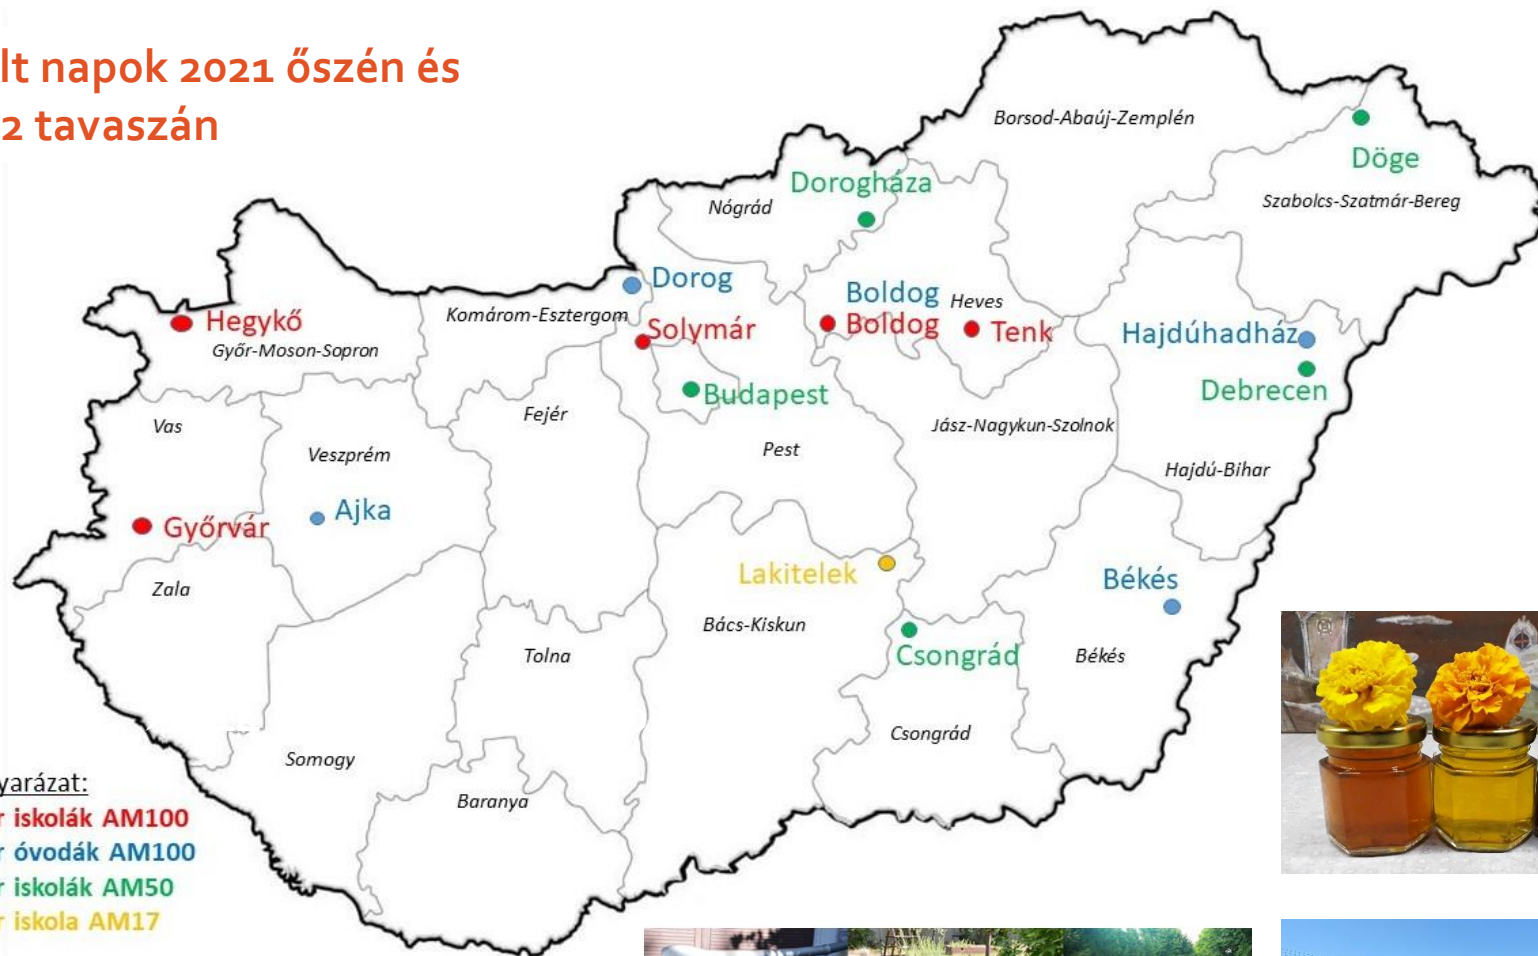 lt napok 2021 őszén és
2 tavaszán
Borsod-Abaúj-Zemplén
Döge
Dorogháza
Nógrád
Szabolcs-Szatmár-Bereg
Dorog
Boldog
Heves
Komárom-Esztergom
Hegykő
Solymár
Boldog
Tenk
Hajdúhadház
Győr-Moson-Sopron
Budapest
Debrecen
Fejér
Vas
Jász-Nagykun-Szolnok
Veszprém
Pest
Hajdú-Bihar
Ajka
Győrvár
Lakitelek
Békés
Zala
Bács-Kiskun
Csongrád
Tolna
Békés
Csongrád
Somogy
Baranya
yarázat:
r iskolák AM100
r óvodák AM100
r iskolák AM50
r iskola AM17